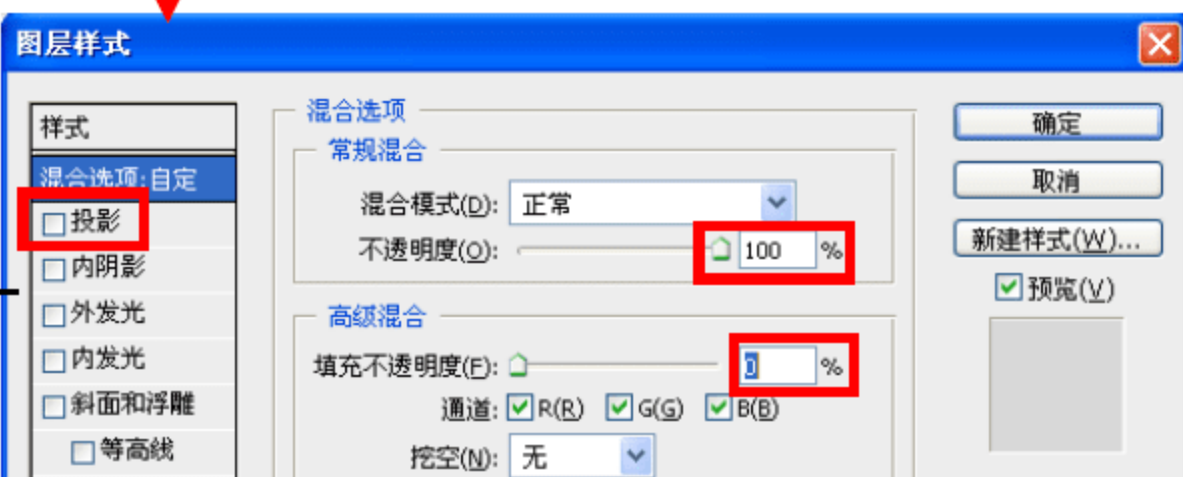 图层样式
样式
混合选项:自定
投影
内阴影
外发光
内发光
斜面和浮雕
等高线
混合选项
常规混合
混合模式(D): 正常
不透明度(O): 100 %
高级混合
填充不透明度(F): 0 %
通道: R(R) G(G) B(B)
挖空(N): 无
确定
取消
新建样式(W)...
预览(V)